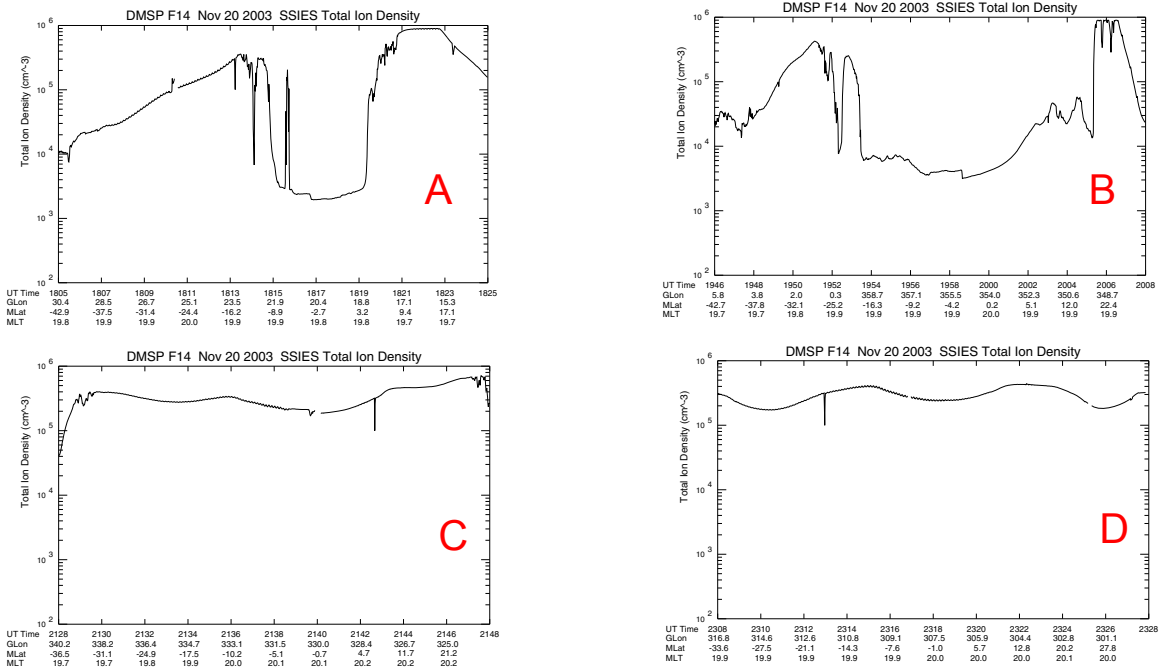 DMSP F14 Nov 20 2003 SSIES Total Ion Density
10^6
10^5
10^4
10^3
10^2
Total Ion Density (cm^-3)
A
UT Time 1805 1807 1809 1811 1813 1815 1817 1819 1821 1823 1825
GLon 30.4 28.5 26.7 25.1 23.5 21.9 20.4 18.8 17.1 15.3
MLat -42.9 -37.5 -31.4 -24.4 -16.2 -8.9 -2.7 3.2 9.4 17.1
MLT 19.8 19.9 19.9 20.0 19.9 19.9 19.9 19.8 19.7 19.7
DMSP F14 Nov 20 2003 SSIES Total Ion Density
10^6
10^5
10^4
10^3
10^2
Total Ion Density (cm^-3)
B
UT Time 1946 1948 1950 1952 1954 1956 1958 2000 2002 2004 2006 2008
GLon 5.8 3.8 2.0 0.3 358.7 357.1 355.5 354.0 352.3 350.6 348.7
MLat -42.7 -37.8 -32.1 -25.2 -16.3 -9.2 -4.2 0.2 5.1 12.0 22.4
MLT 19.7 19.7 19.8 19.9 19.9 19.9 19.9 20.0 19.9 19.9 19.9
DMSP F14 Nov 20 2003 SSIES Total Ion Density
10^6
10^5
10^4
10^3
10^2
Total Ion Density (cm^-3)
C
UT Time 2128 2130 2132 2134 2136 2138 2140 2142 2144 2146 2148
GLon 340.2 338.2 336.4 334.7 333.1 331.5 330.0 328.4 326.7 325.0
MLat -36.5 -31.1 -24.9 -17.5 -10.2 -5.1 -0.7 4.7 11.7 21.2
MLT 19.7 19.7 19.8 19.9 20.0 20.1 20.1 20.2 20.2 20.2
DMSP F14 Nov 20 2003 SSIES Total Ion Density
10^6
10^5
10^4
10^3
10^2
Total Ion Density (cm^-3)
D
UT Time 2308 2310 2312 2314 2316 2318 2320 2322 2324 2326 2328
GLon 316.8 314.6 312.6 310.8 309.1 307.5 305.9 304.4 302.8 301.1
MLat -33.6 -27.5 -21.1 -14.3 -7.6 -1.0 5.7 12.8 20.2 27.8
MLT 19.9 19.9 19.9 19.9 19.9 20.0 20.0 20.0 20.1 20.0